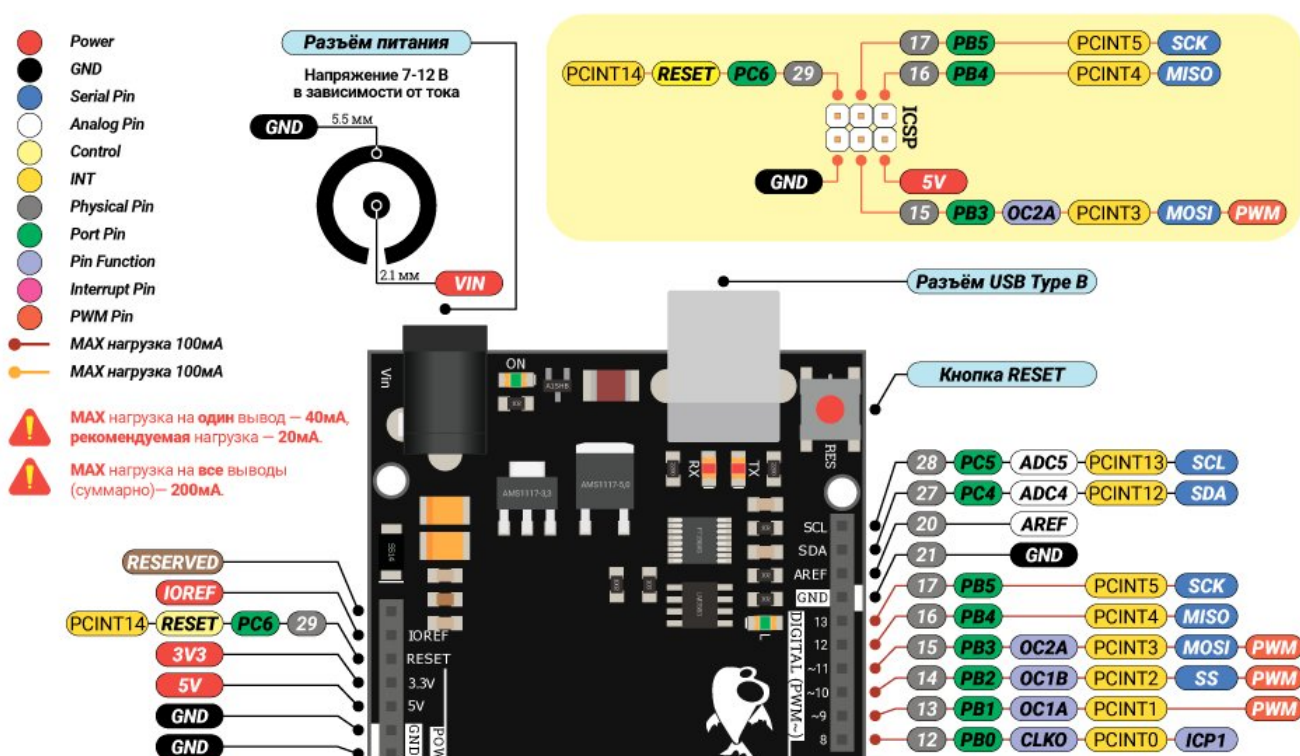 Power
GND
Serial Pin
Analog Pin
Control
INT
Physical Pin
Port Pin
Pin Function
Interrupt Pin
PWM Pin
MAX нагрузка 100мА
MAX нагрузка 100мА
MAX нагрузка на один вывод — 40мА,
рекомендуемая нагрузка — 20мА.
MAX нагрузка на все выводы
(суммарно)— 200мА.
Разъём питания
Напряжение 7-12 В
в зависимости от тока
GND 5.5 мм
2.1 мм VIN
17 PB5 PCINT5 SCK
PCINT14 RESET PC6 29 16 PB4 PCINT4 MISO
ICSP
GND 5V
15 PB3 OC2A PCINT3 MOSI PWM
Разъём USB Type B
Кнопка RESET
Vin
ON
A1SHB
AMS1117-3,3
AMS1117-5,0
SS14
RX
TX
RES
RESERVED
IOREF
PCINT14 RESET PC6 29
3V3
5V
GND
GND
IOREF
RESET
3.3V
5V
GND
POW
L
DIGITAL (PWM~)
SCL
SDA
AREF
GND
13
12
~11
~10
~9
8
28 PC5 ADC5 PCINT13 SCL
27 PC4 ADC4 PCINT12 SDA
20 AREF
21 GND
17 PB5 PCINT5 SCK
16 PB4 PCINT4 MISO
15 PB3 OC2A PCINT3 MOSI PWM
14 PB2 OC1B PCINT2 SS PWM
13 PB1 OC1A PCINT1 PWM
12 PB0 CLKO PCINT0 ICP1